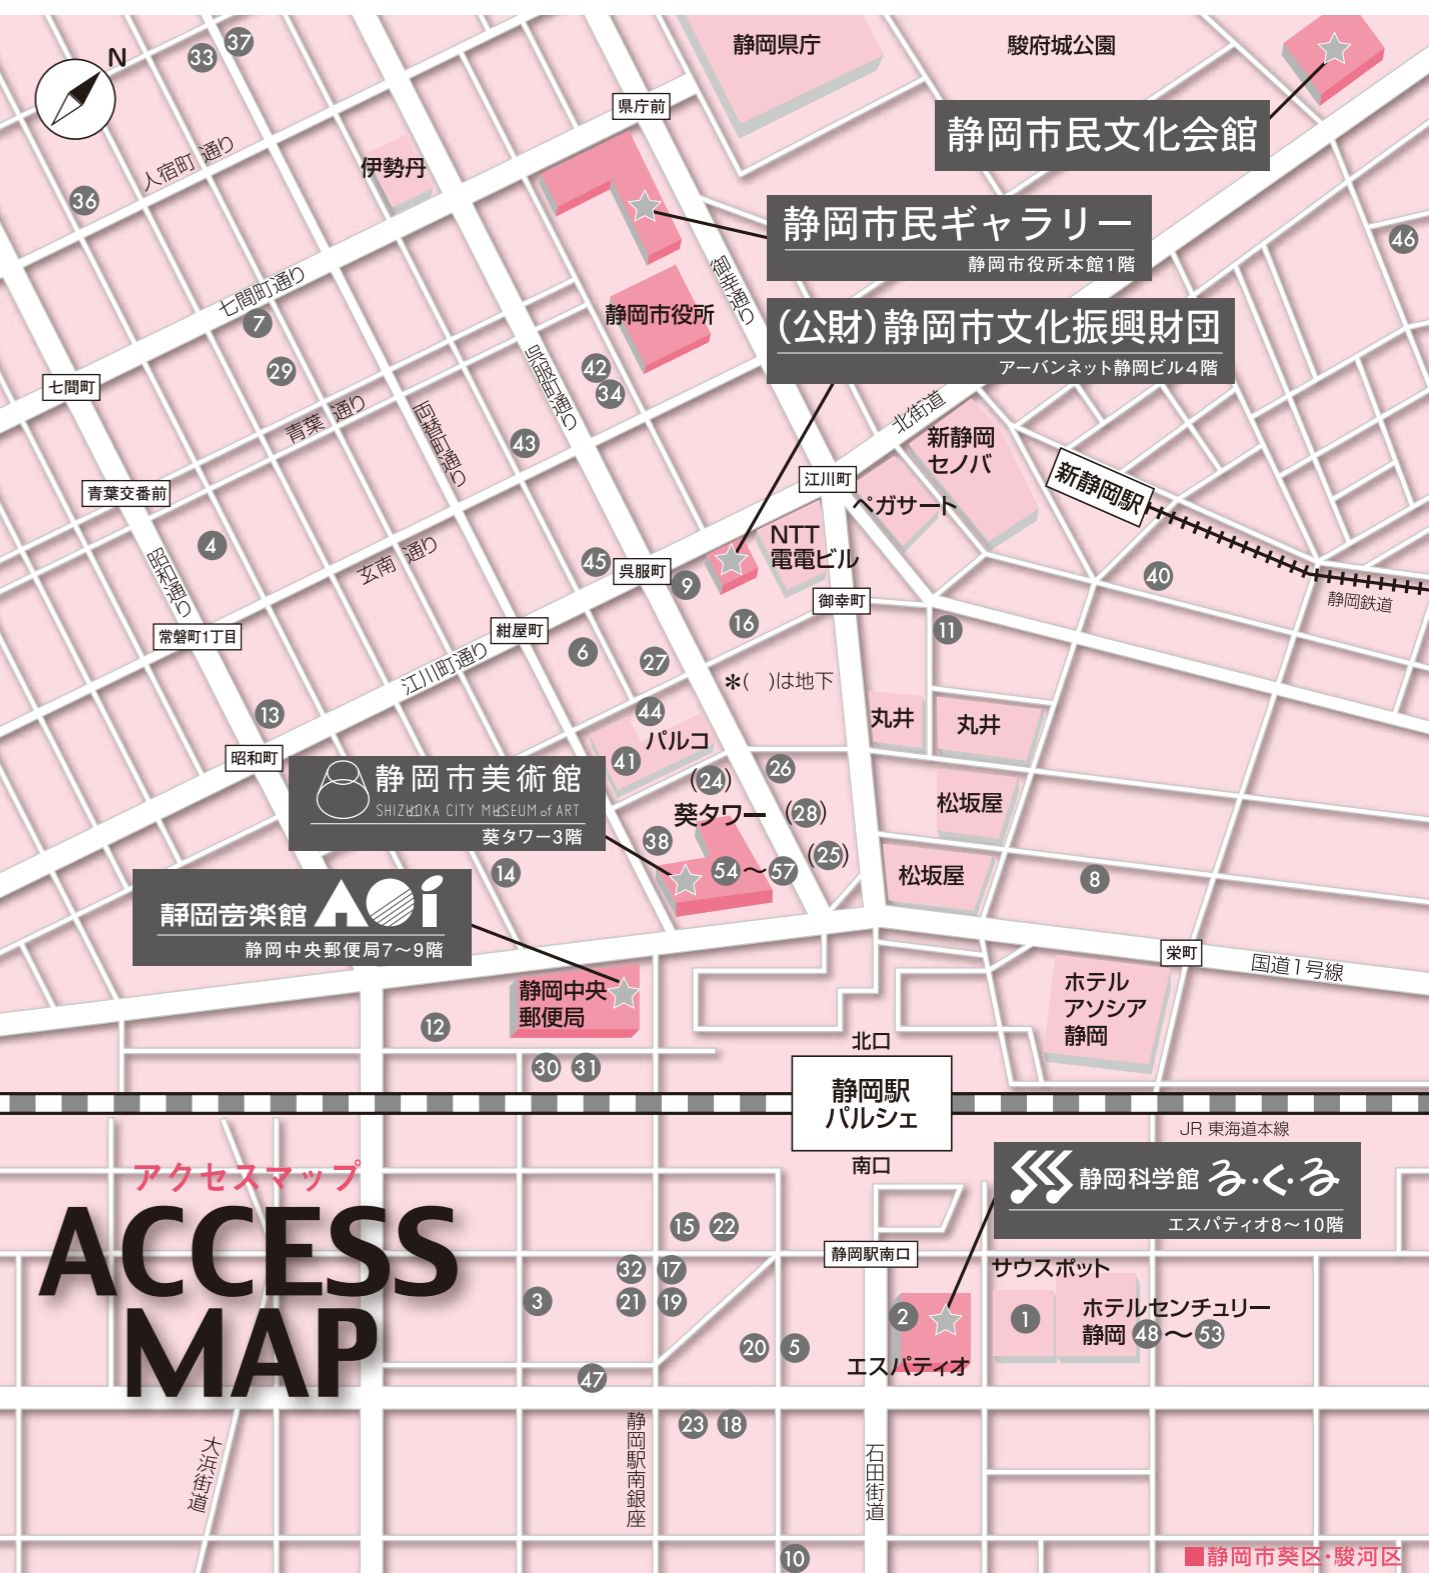 N
33
37
静岡県庁
駿府城公園
県庁前
静岡市民文化会館
人宿町 通り
伊勢丹
36
静岡市民ギャラリー
静岡市役所本館1階
46
御幸通り
七間町通り
7
静岡市役所
(公財)静岡市文化振興財団
アーバンネット静岡ビル4階
29
42
34
呉服町通り
七間町
青葉 通り
両替町通り
43
北街道
新静岡
セノバ
江川町
ペガサート
新静岡駅
青葉交番前
4
昭和通り
玄南 通り
45
呉服町
9
NTT
電電ビル
御幸町
40
静岡鉄道
常磐町1丁目
紺屋町
6
27
16
11
江川町通り
*( )は地下
13
44
パルコ
41
丸井
丸井
昭和町
静岡市美術館
SHIZUOKA CITY MUSEUM of ART
葵タワー3階
(24)
26
葵タワー
(28)
松坂屋
38
(25)
54～57
14
松坂屋
8
静岡音楽館 AOi
静岡中央郵便局7～9階
栄町
国道1号線
静岡中央
郵便局
ホテル
アソシア
静岡
12
30
31
北口
静岡駅
パルシェ
南口
JR 東海道本線
アクセスマップ
ACCESS
MAP
静岡科学館 る・く・る
エスパティオ8～10階
15
22
静岡駅南口
32
17
サウスポット
3
21
19
2
1
ホテルセンチュリー
静岡 48～53
20
5
エスパティオ
47
23
18
静岡駅南銀座
石田街道
大浜街道
10
■静岡市葵区・駿河区